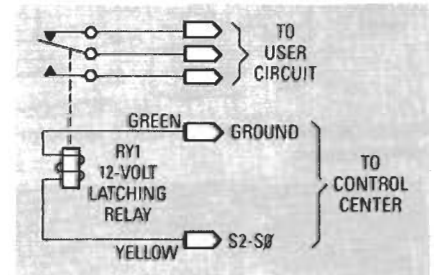 TO
USER
CIRCUIT
GREEN
GROUND
RY1
12-VOLT
LATCHING
RELAY
TO
CONTROL
CENTER
YELLOW
S2-SØ